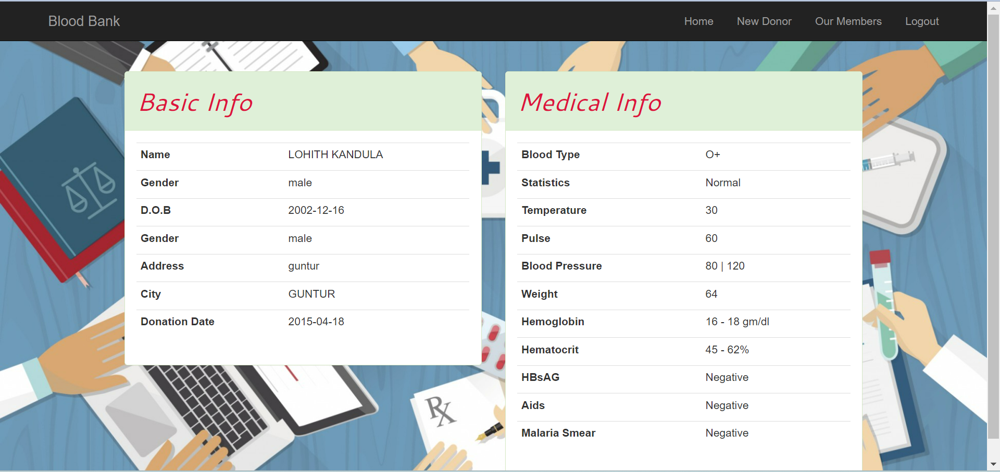 Blood Bank Home New Donor Our Members Logout
Basic Info
Name LOHITH KANDULA
Gender male
D.O.B 2002-12-16
Gender male
Address guntur
City GUNTUR
Donation Date 2015-04-18
Medical Info
Blood Type O+
Statistics Normal
Temperature 30
Pulse 60
Blood Pressure 80 | 120
Weight 64
Hemoglobin 16 - 18 gm/dl
Hematocrit 45 - 62%
HBsAG Negative
Aids Negative
Malaria Smear Negative
Rx